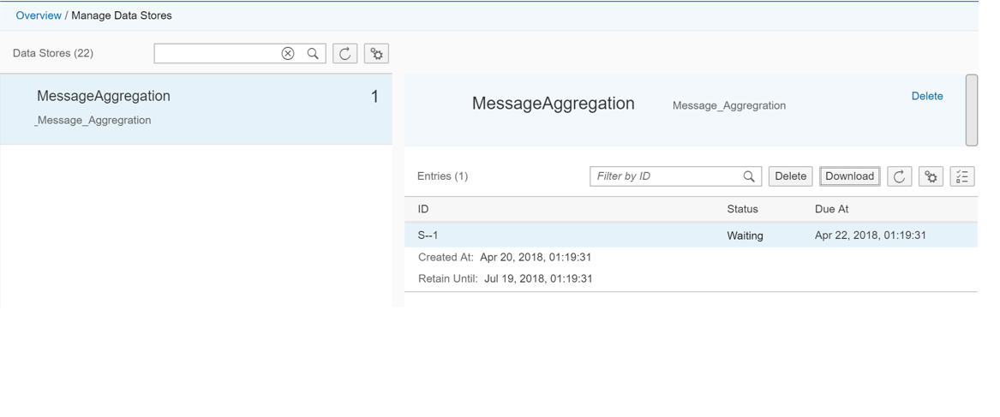 Overview / Manage Data Stores
Data Stores (22)
MessageAggregation 1
_Message_Aggregration
MessageAggregation Message_Aggregration Delete
Entries (1) Filter by ID Delete Download
ID Status Due At
S--1 Waiting Apr 22, 2018, 01:19:31
Created At: Apr 20, 2018, 01:19:31
Retain Until: Jul 19, 2018, 01:19:31